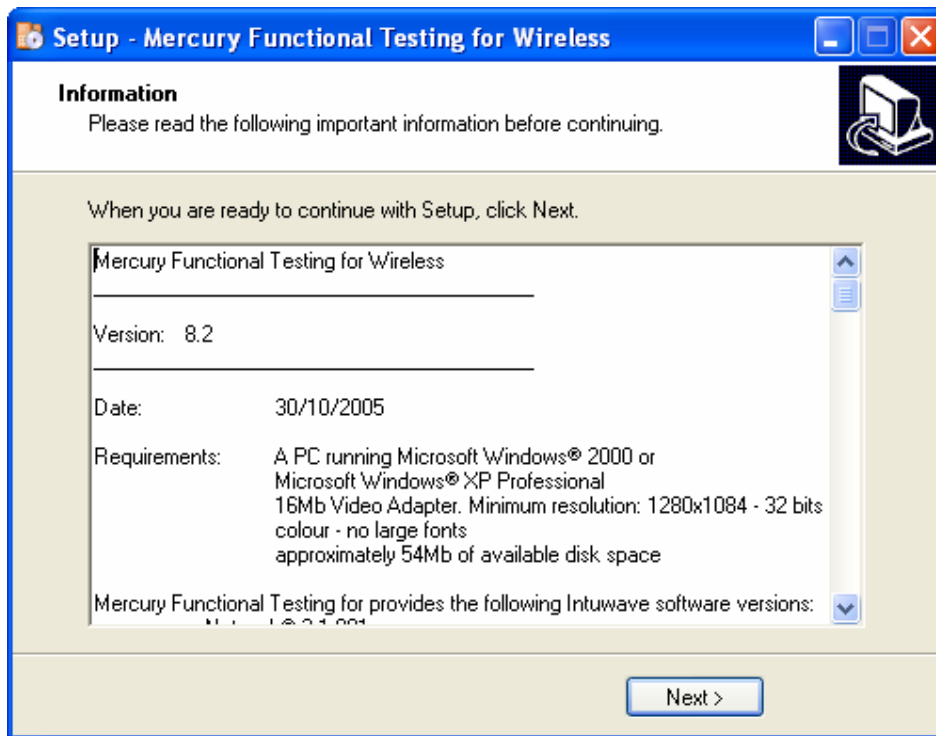 Setup - Mercury Functional Testing for Wireless
Information
Please read the following important information before continuing.
When you are ready to continue with Setup, click Next.
Mercury Functional Testing for Wireless
Version: 8.2
Date: 30/10/2005
Requirements: A PC running Microsoft Windows® 2000 or
Microsoft Windows® XP Professional
16Mb Video Adapter. Minimum resolution: 1280x1084 - 32 bits
colour - no large fonts
approximately 54Mb of available disk space
Mercury Functional Testing for provides the following Intuwave software versions:
Next >